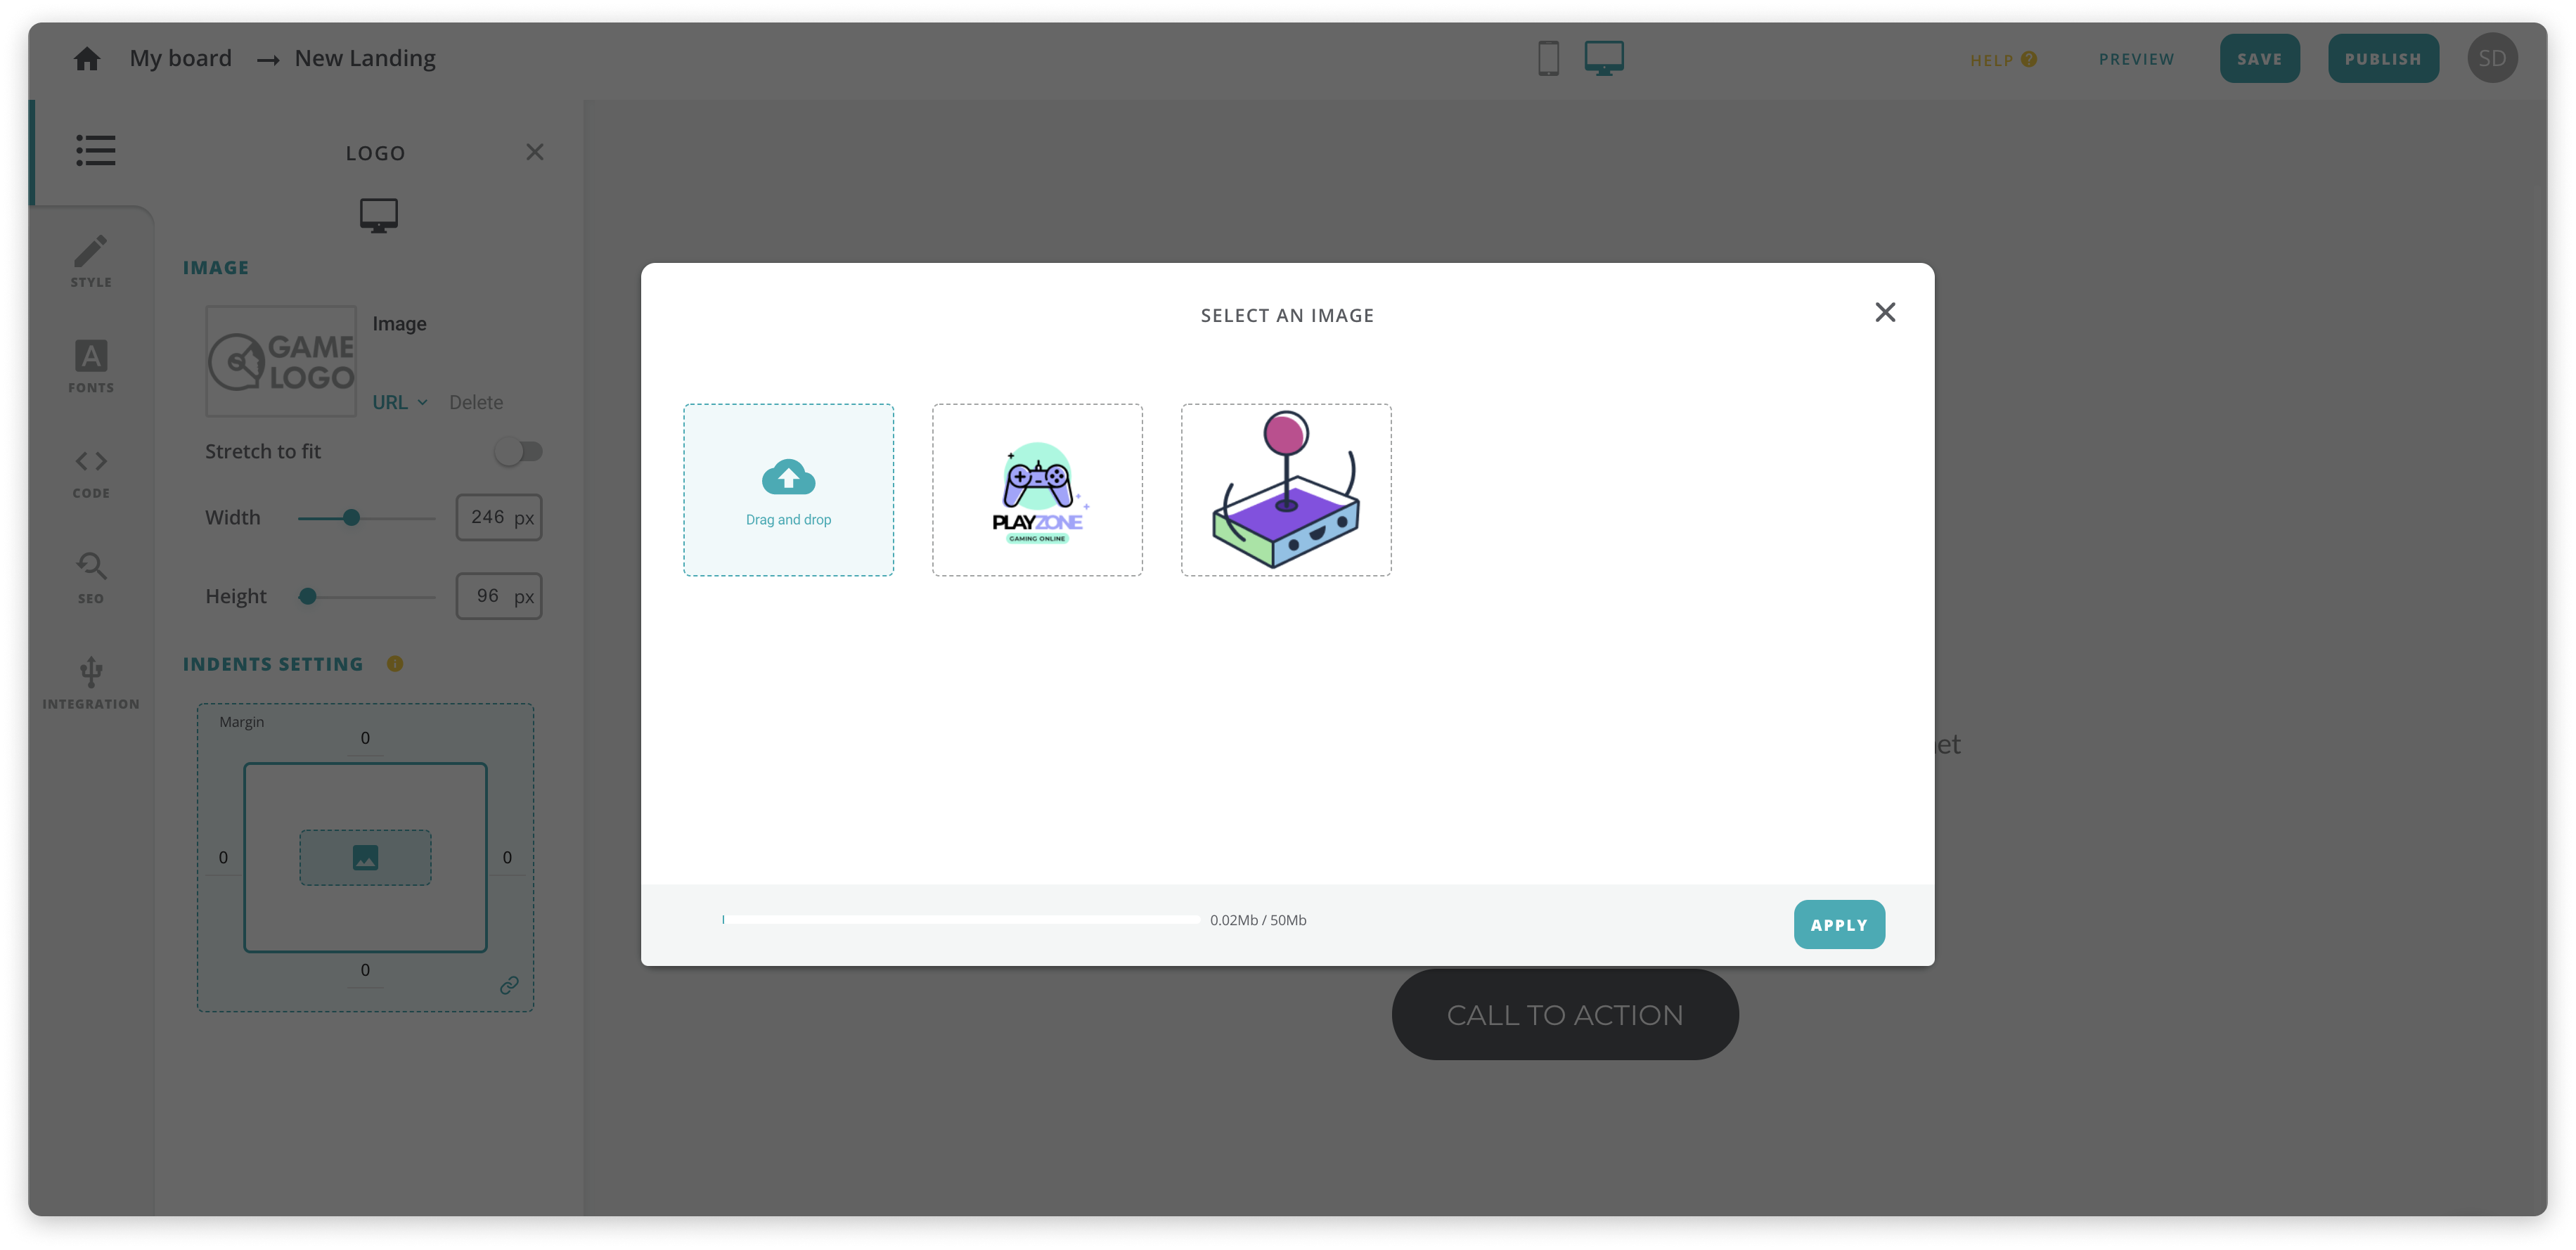 My board → New Landing
HELP ?
PREVIEW
SAVE
PUBLISH
SD
LOGO
STYLE
FONTS
CODE
SEO
INTEGRATION
IMAGE
GAME
LOGO
Image
URL
Delete
Stretch to fit
Width
246 px
Height
96 px
INDENTS SETTING
Margin
0
0
0
0
SELECT AN IMAGE
Drag and drop
PLAYZONE
GAMING ONLINE
0.02Mb / 50Mb
APPLY
et
CALL TO ACTION